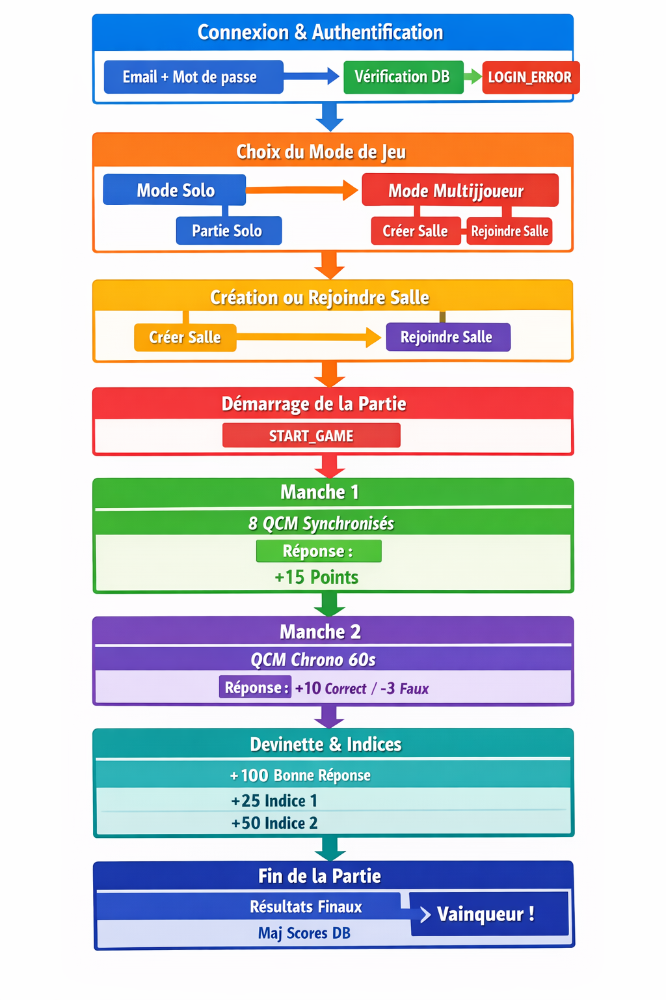 Connexion & Authentification
Email + Mot de passe
Vérification DB
LOGIN_ERROR
Choix du Mode de Jeu
Mode Solo
Mode Multijjoueur
Partie Solo
Créer Salle
Rejoindre Salle
Création ou Rejoindre Salle
Créer Salle
Rejoindre Salle
Démarrage de la Partie
START_GAME
Manche 1
8 QCM Synchronisés
Réponse :
+15 Points
Manche 2
QCM Chrono 60s
Réponse : +10 Correct / -3 Faux
Devinette & Indices
+100 Bonne Réponse
+25 Indice 1
+50 Indice 2
Fin de la Partie
Résultats Finaux
Vainqueur !
Maj Scores DB